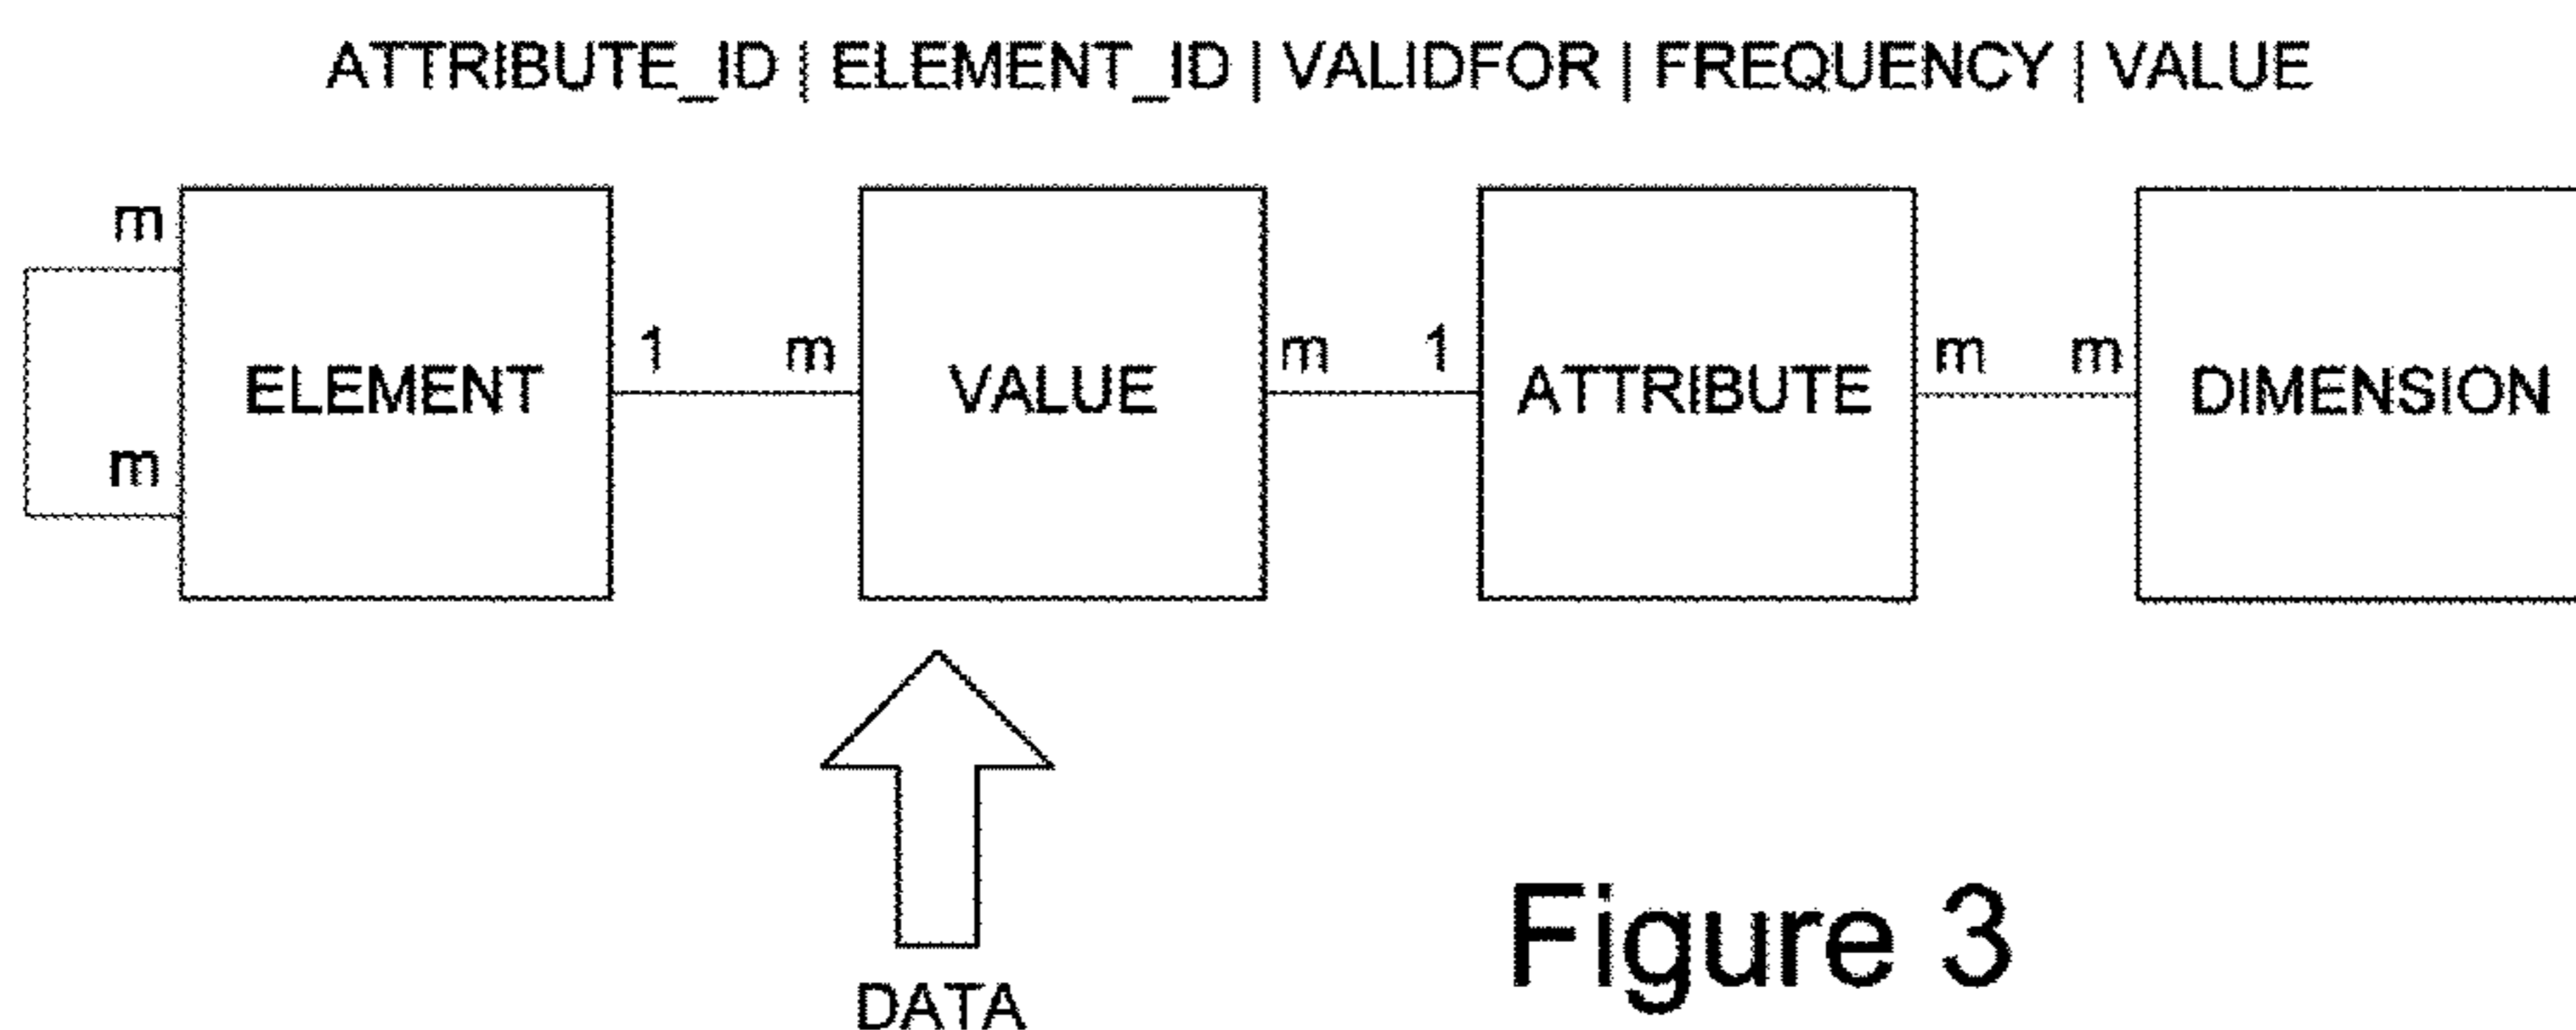 ATTRIBUTE_ID | ELEMENT_ID | VALIDFOR | FREQUENCY | VALUE
m
m
ELEMENT
1 m
VALUE
m 1
ATTRIBUTE
m m
DIMENSION
DATA
Figure 3